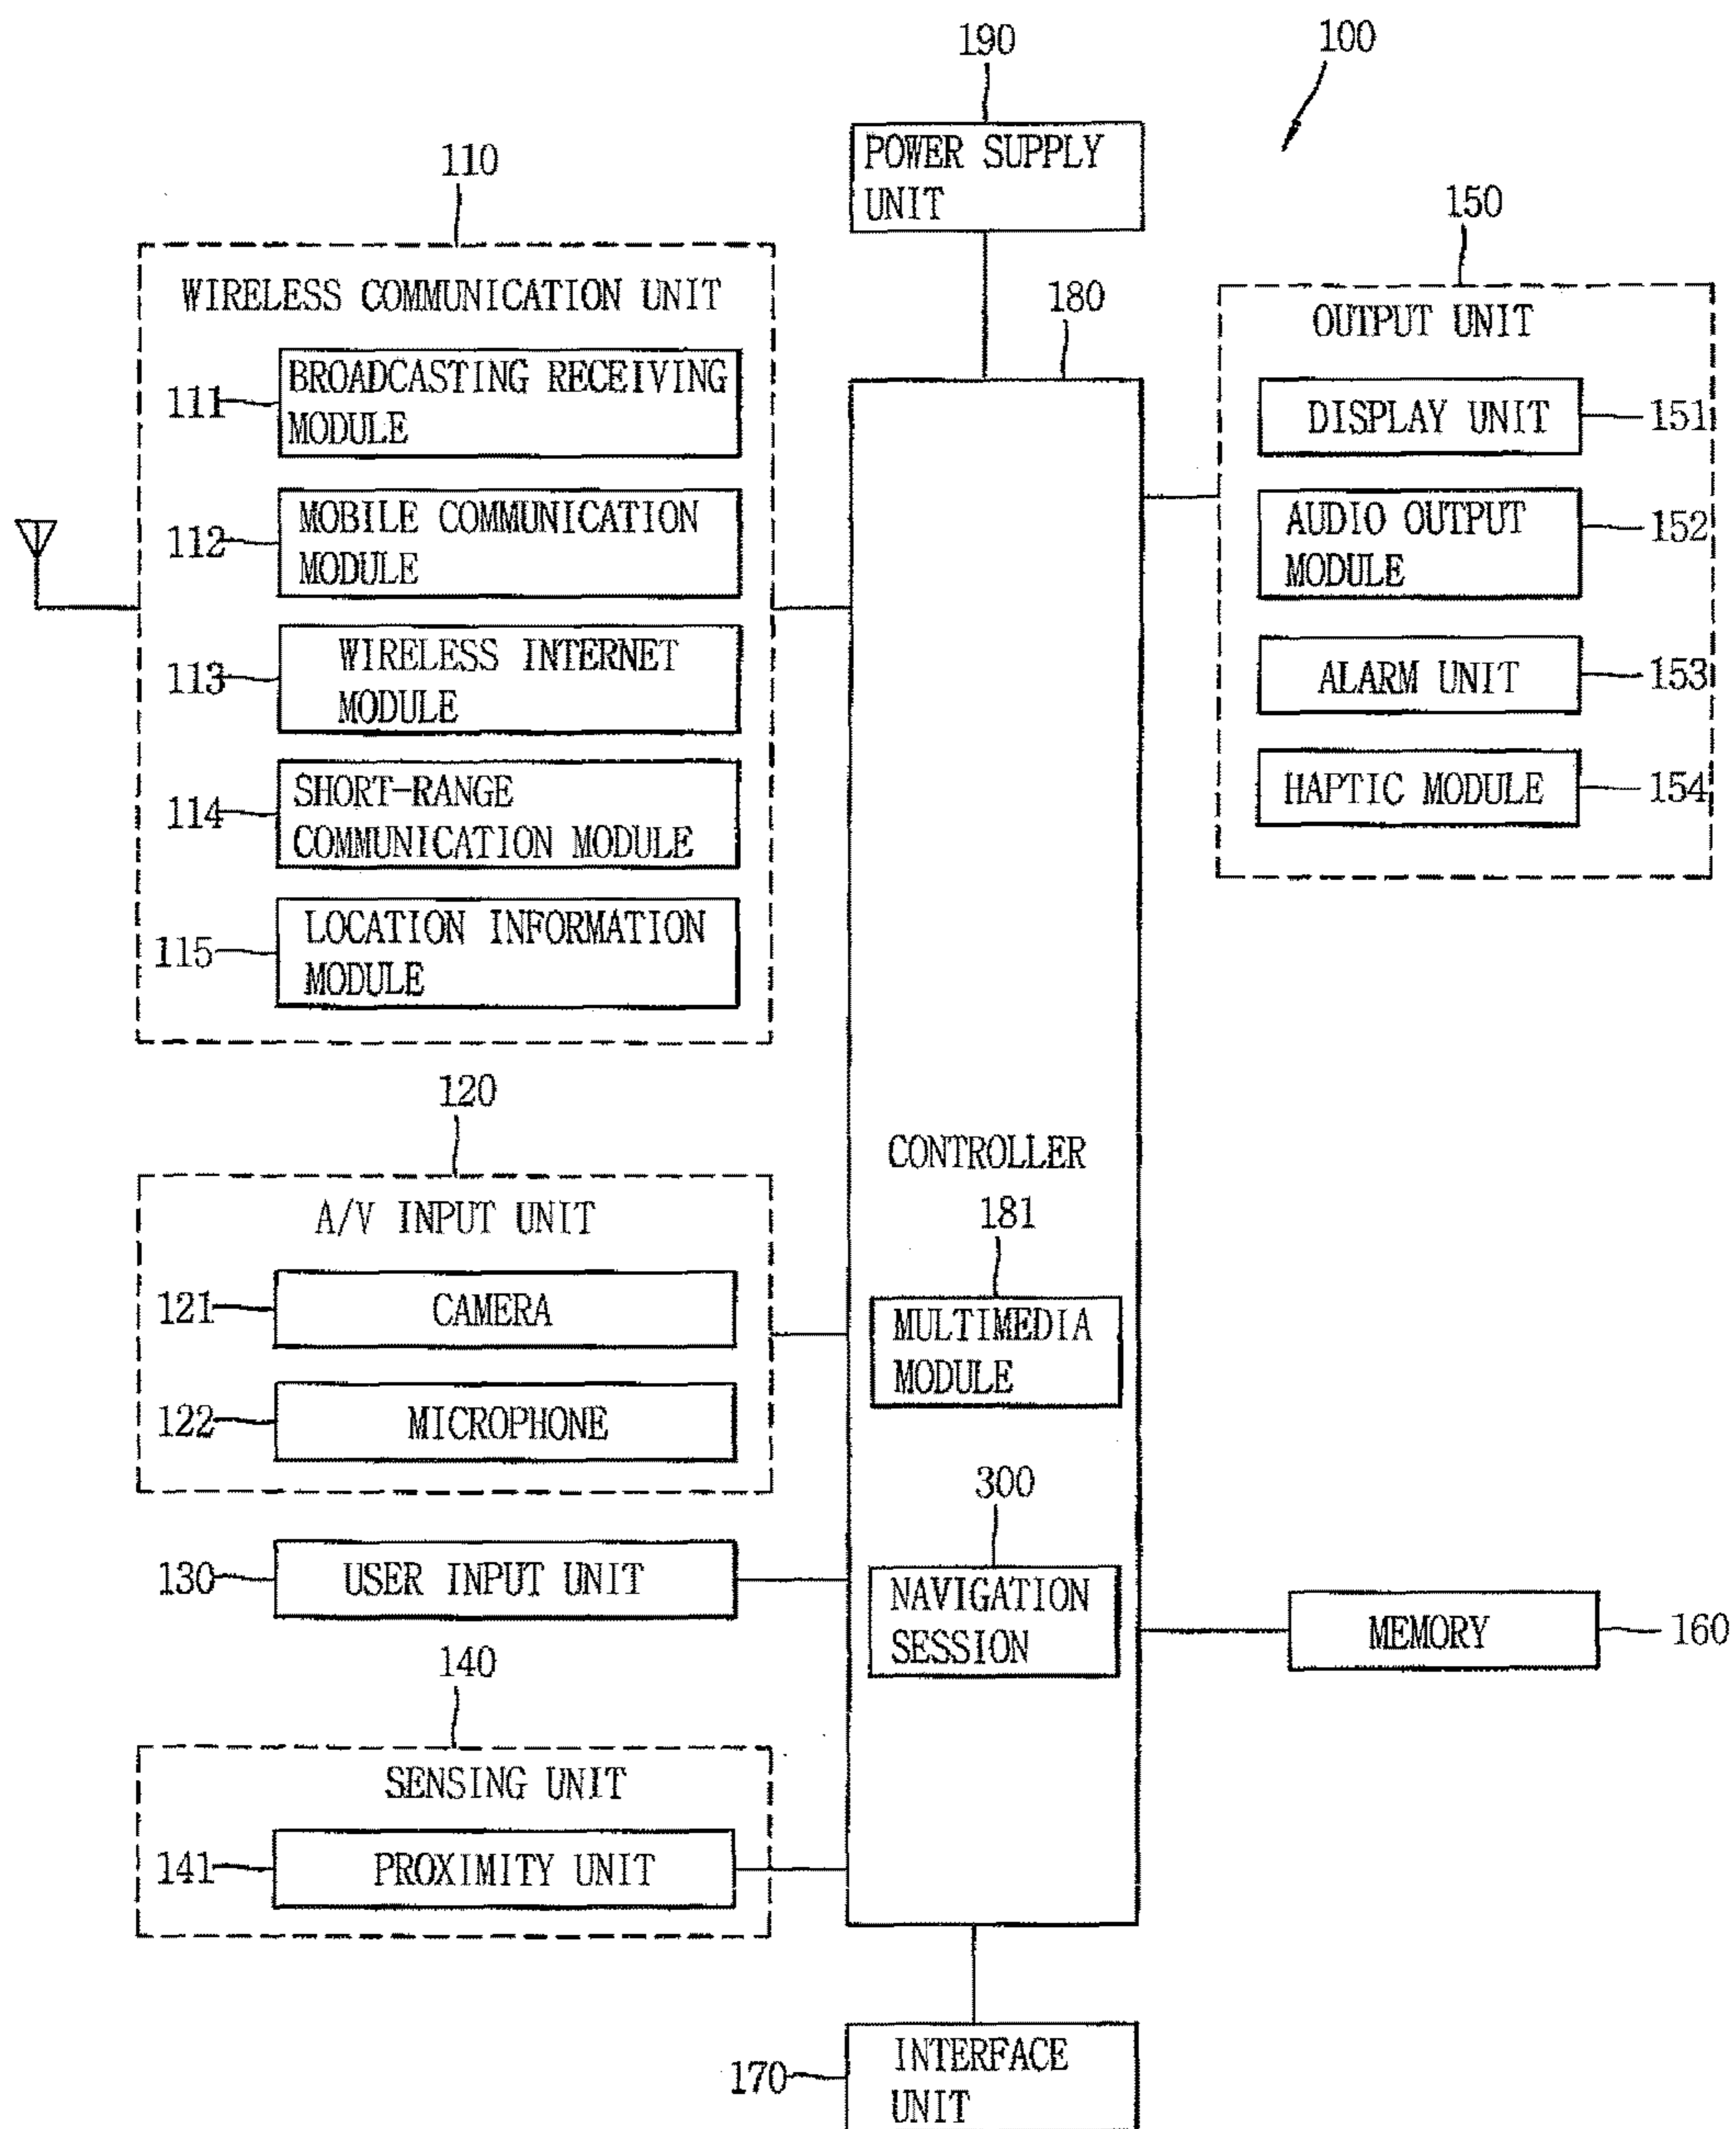 190
100
POWER SUPPLY
UNIT
110
WIRELESS COMMUNICATION UNIT
111
BROADCASTING RECEIVING
MODULE
112
MOBILE COMMUNICATION
MODULE
113
WIRELESS INTERNET
MODULE
114
SHORT-RANGE
COMMUNICATION MODULE
115
LOCATION INFORMATION
MODULE
120
A/V INPUT UNIT
121
CAMERA
122
MICROPHONE
130
USER INPUT UNIT
140
SENSING UNIT
141
PROXIMITY UNIT
180
CONTROLLER
181
MULTIMEDIA
MODULE
300
NAVIGATION
SESSION
150
OUTPUT UNIT
DISPLAY UNIT
151
AUDIO OUTPUT
MODULE
152
ALARM UNIT
153
HAPTIC MODULE
154
MEMORY
160
170
INTERFACE
UNIT